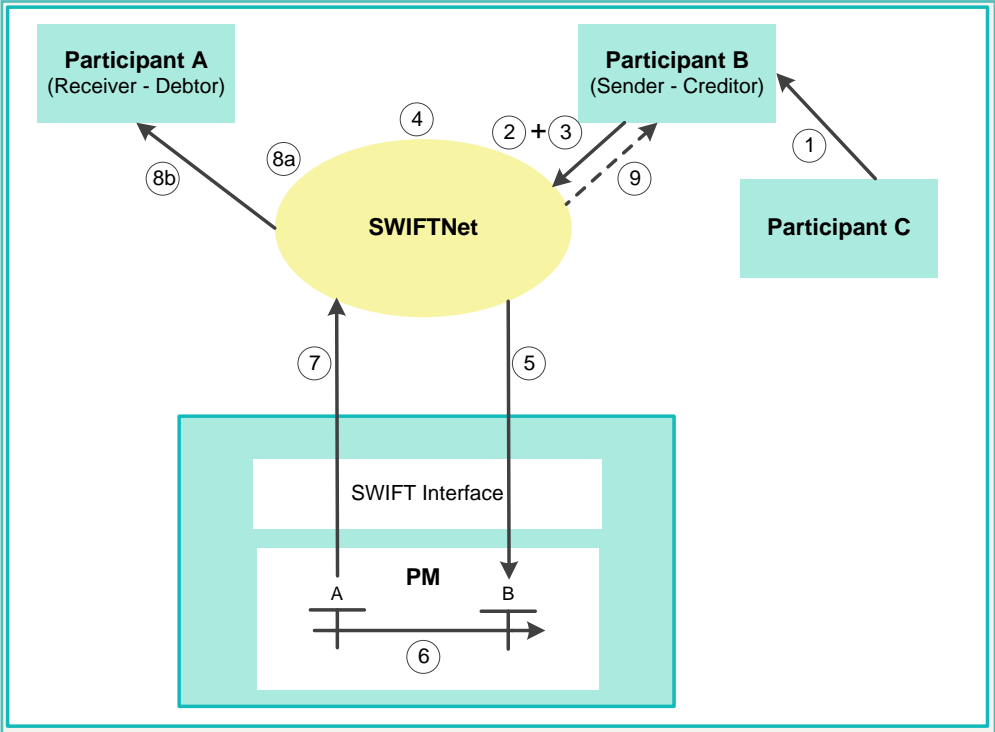 Participant A
(Receiver - Debtor)
Participant B
(Sender - Creditor)
4
2 + 3
1
8a
8b
9
SWIFTNet
Participant C
7
5
SWIFT Interface
PM
A
B
6